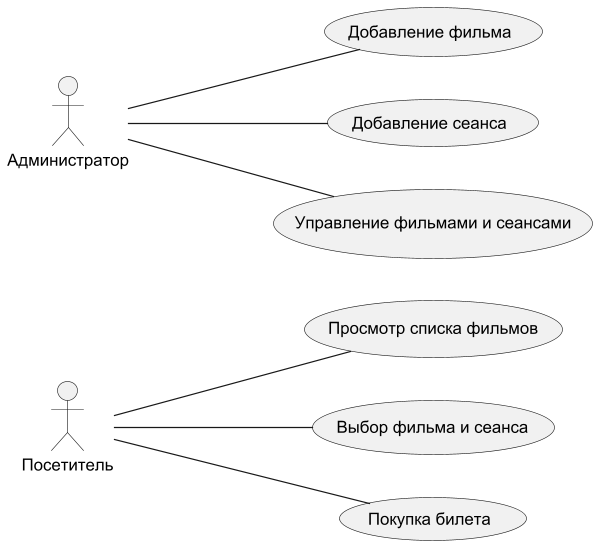 Добавление фильма
Добавление сеанса
Администратор
Управление фильмами и сеансами
Просмотр списка фильмов
Выбор фильма и сеанса
Посетитель
Покупка билета